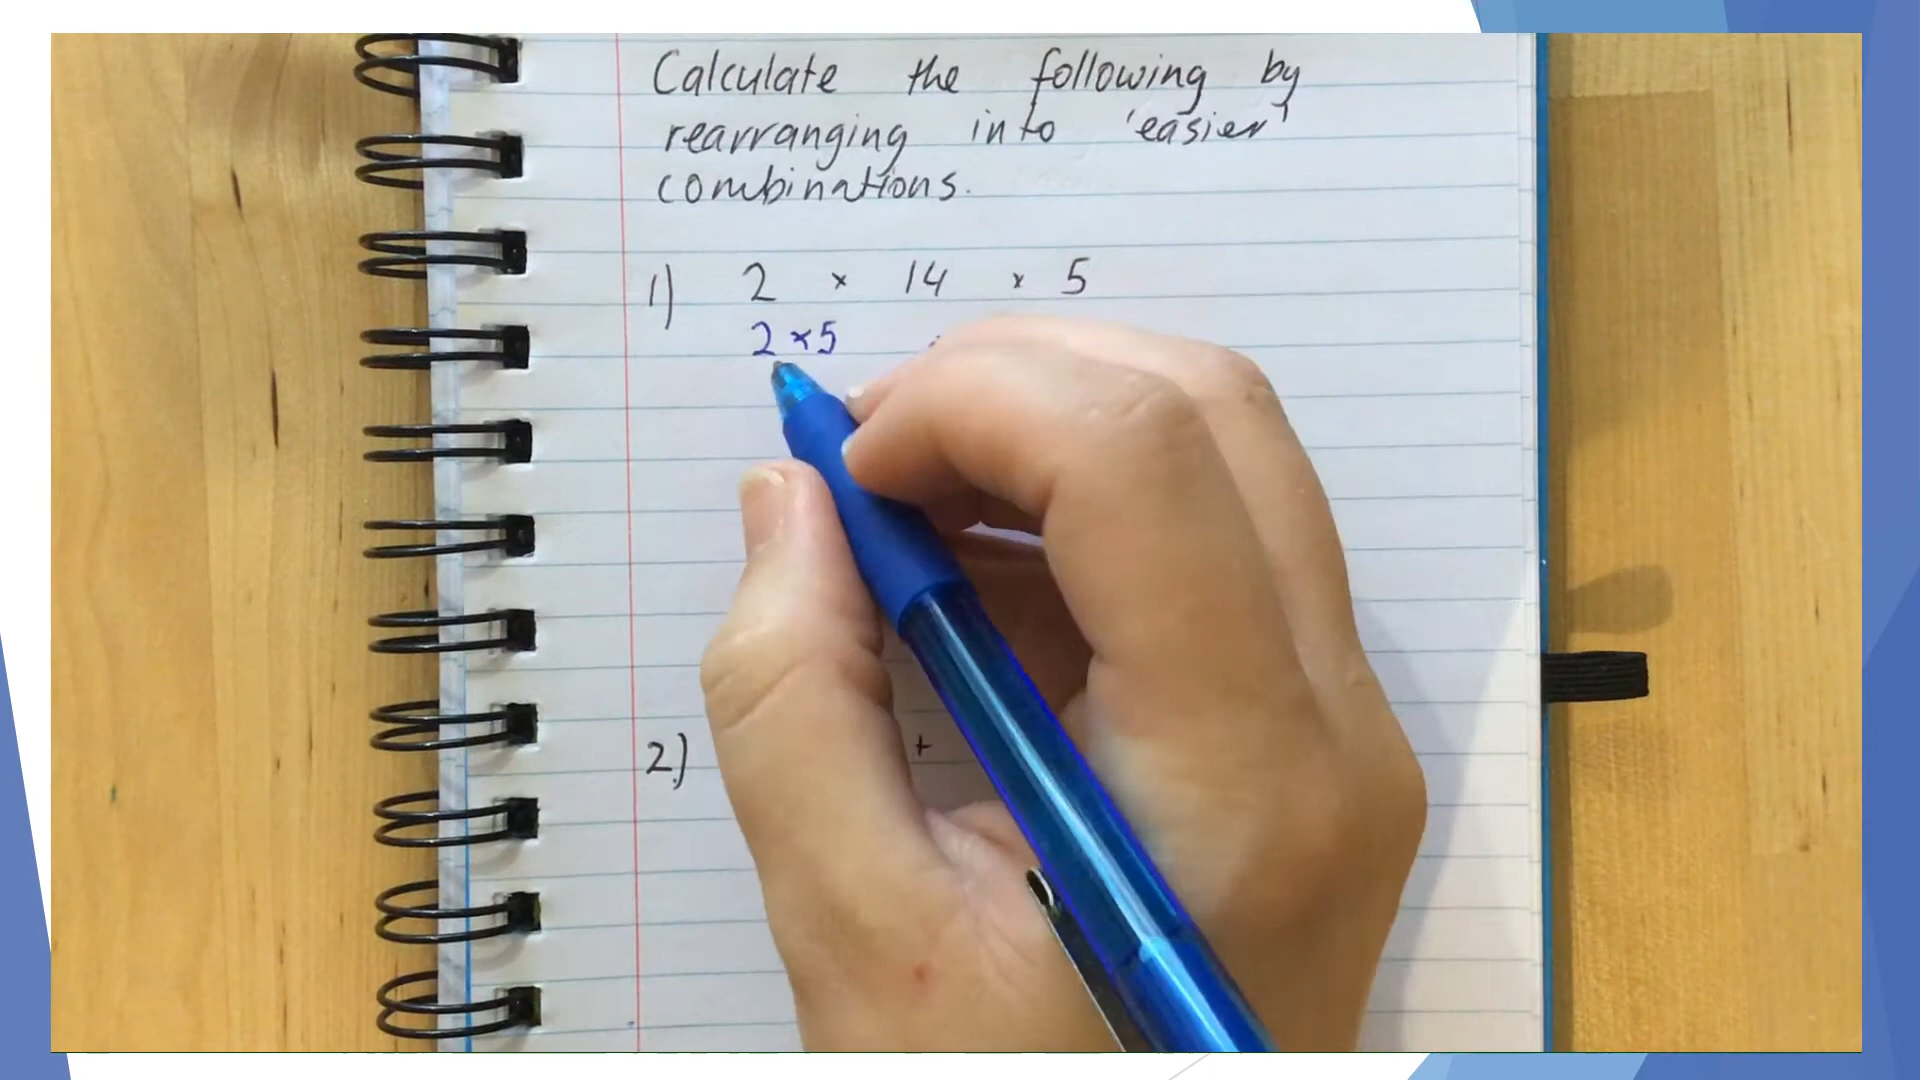 Calculate the following by
rearranging into 'easier'
combinations.
1) 2 × 14 × 5
2 × 5
2.) +